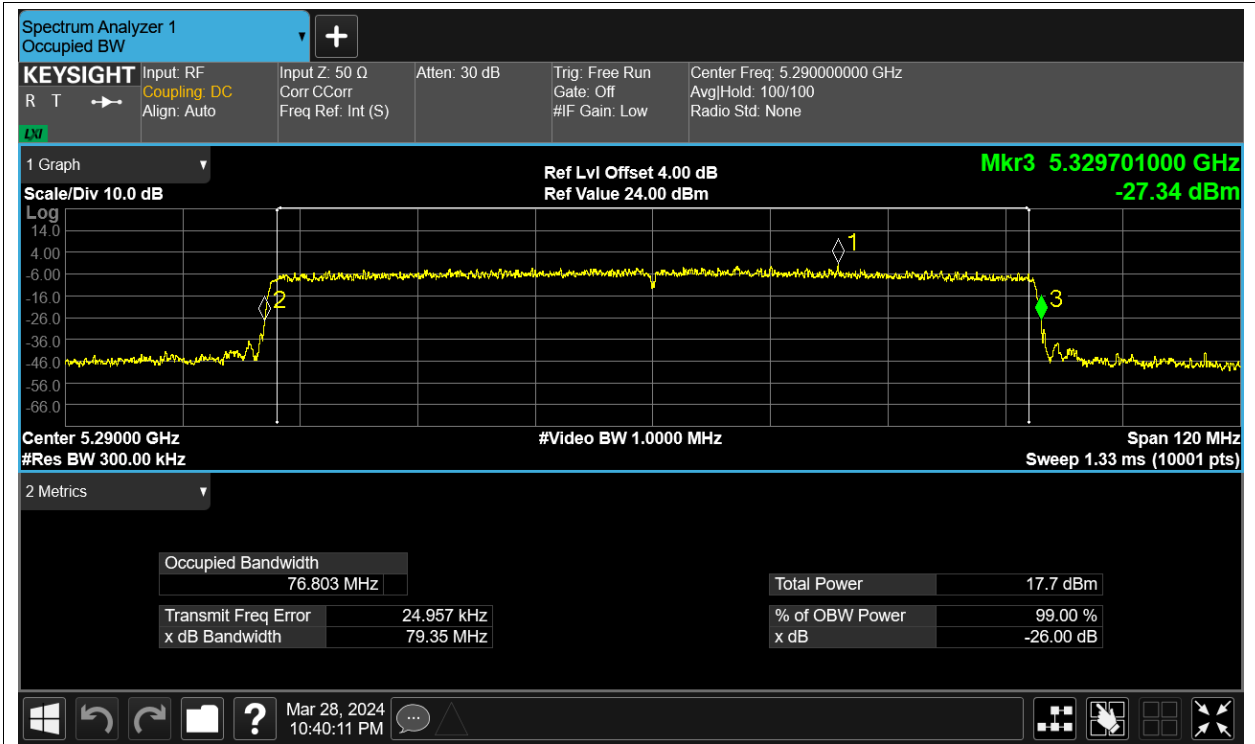 Spectrum Analyzer 1
Occupied BW
KEYSIGHT
R T
LXI
Input: RF
Coupling: DC
Align: Auto
Input Z: 50 Ω
Corr CCorr
Freq Ref: Int (S)
Atten: 30 dB
Trig: Free Run
Gate: Off
#IF Gain: Low
Center Freq: 5.290000000 GHz
Avg|Hold: 100/100
Radio Std: None
1 Graph
Scale/Div 10.0 dB
Ref Lvl Offset 4.00 dB
Ref Value 24.00 dBm
Mkr3 5.329701000 GHz
-27.34 dBm
Log
14.0
4.00
-6.00
-16.0
-26.0
-36.0
-46.0
-56.0
-66.0
1
2
3
Center 5.29000 GHz
#Res BW 300.00 kHz
#Video BW 1.0000 MHz
Span 120 MHz
Sweep 1.33 ms (10001 pts)
2 Metrics
Occupied Bandwidth
76.803 MHz
Transmit Freq Error 24.957 kHz
x dB Bandwidth 79.35 MHz
Total Power 17.7 dBm
% of OBW Power 99.00 %
x dB -26.00 dB
?
Mar 28, 2024
10:40:11 PM